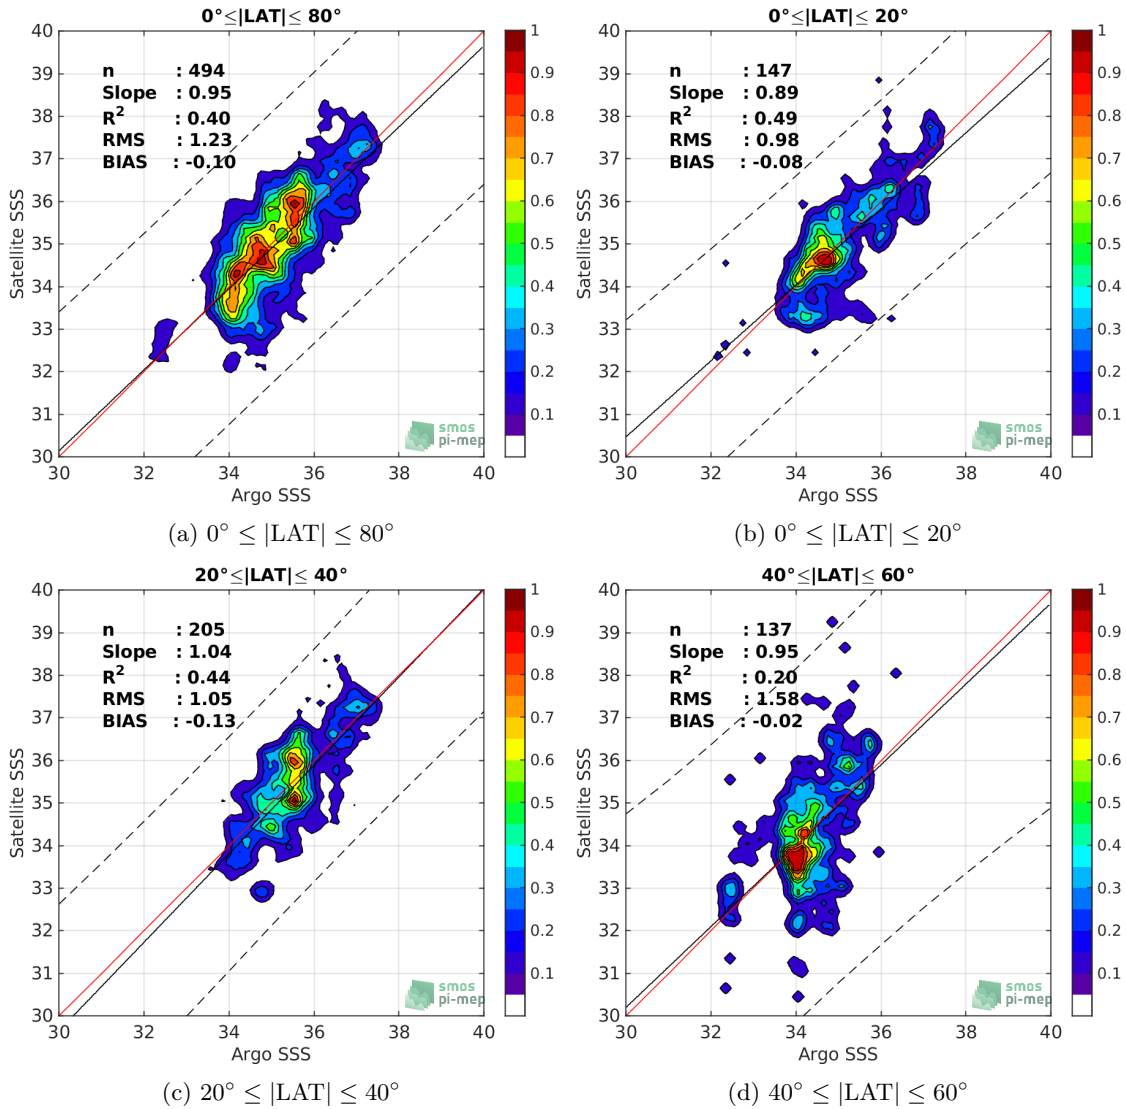 0°≤|LAT|≤ 80°
n : 494
Slope : 0.95
R² : 0.40
RMS : 1.23
BIAS : -0.10
40
39
38
37
36
35
34
33
32
31
30
Satellite SSS
30 32 34 36 38 40
Argo SSS
1
0.9
0.8
0.7
0.6
0.5
0.4
0.3
0.2
0.1
smos
pi-mep
(a) 0° ≤ |LAT| ≤ 80°
0°≤|LAT|≤ 20°
n : 147
Slope : 0.89
R² : 0.49
RMS : 0.98
BIAS : -0.08
40
39
38
37
36
35
34
33
32
31
30
Satellite SSS
30 32 34 36 38 40
Argo SSS
1
0.9
0.8
0.7
0.6
0.5
0.4
0.3
0.2
0.1
smos
pi-mep
(b) 0° ≤ |LAT| ≤ 20°
20°≤|LAT|≤ 40°
n : 205
Slope : 1.04
R² : 0.44
RMS : 1.05
BIAS : -0.13
40
39
38
37
36
35
34
33
32
31
30
Satellite SSS
30 32 34 36 38 40
Argo SSS
1
0.9
0.8
0.7
0.6
0.5
0.4
0.3
0.2
0.1
smos
pi-mep
(c) 20° ≤ |LAT| ≤ 40°
40°≤|LAT|≤ 60°
n : 137
Slope : 0.95
R² : 0.20
RMS : 1.58
BIAS : -0.02
40
39
38
37
36
35
34
33
32
31
30
Satellite SSS
30 32 34 36 38 40
Argo SSS
1
0.9
0.8
0.7
0.6
0.5
0.4
0.3
0.2
0.1
smos
pi-mep
(d) 40° ≤ |LAT| ≤ 60°